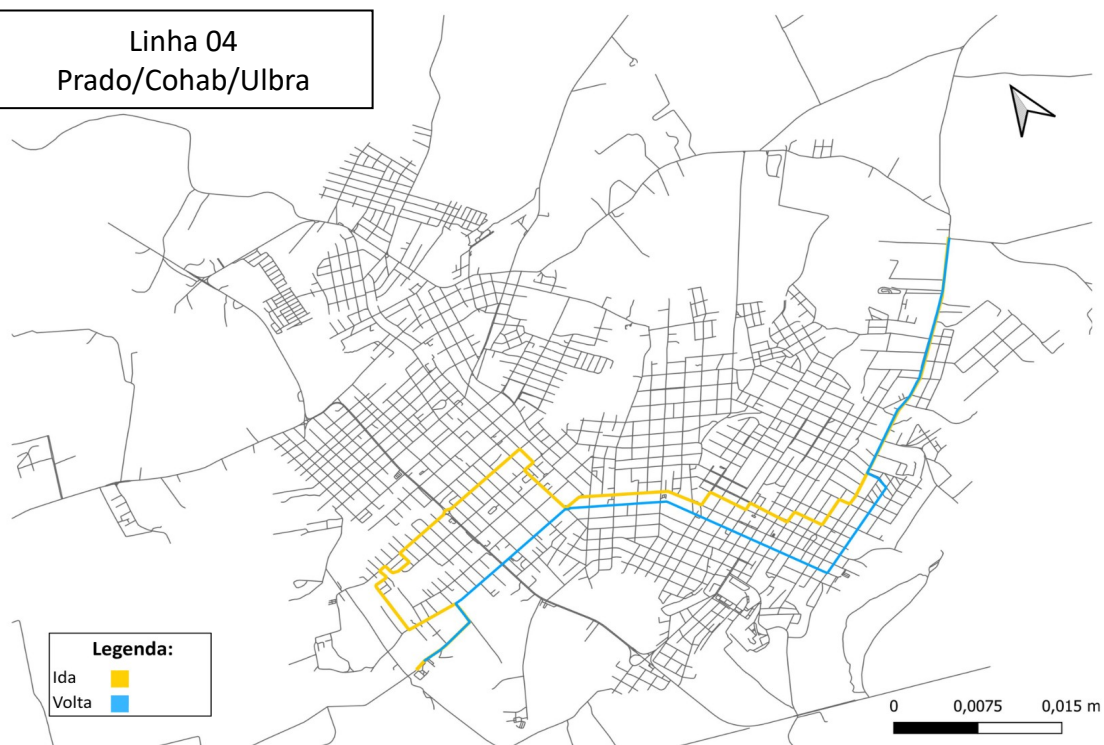 Linha 04
Prado/Cohab/Ulbra
Legenda:
Ida
Volta
0 0,0075 0,015 m